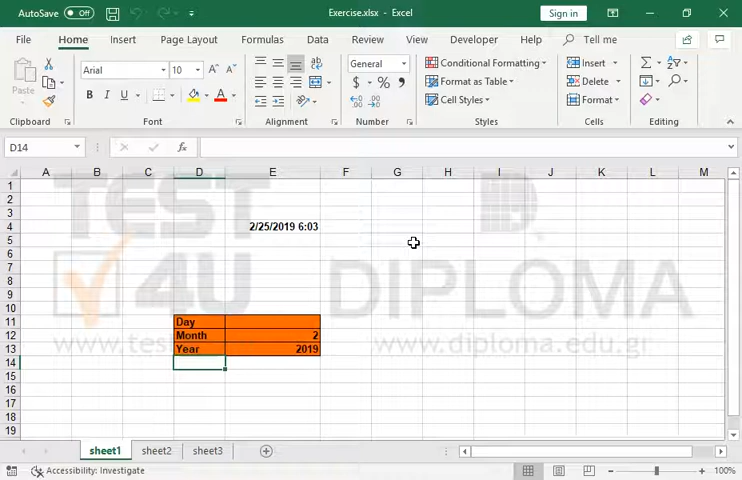 AutoSave Off Exercise.xlsx - Excel Sign in
File Home Insert Page Layout Formulas Data Review View Developer Help Tell me
Paste Arial 10 General Conditional Formatting Insert
B I U Format as Table Delete
Cell Styles Format
Clipboard Font Alignment Number Styles Cells Editing
D14 fx
A B C D E F G H I J K L M
1
2
3
4 2/25/2019 6:03
5
6
7
8
9
10
11 Day
12 Month 2
13 Year 2019
14
15
16
17
18
19
TEST
4U DIPLOMA
www.diploma.edu.gr
sheet1 sheet2 sheet3
Accessibility: Investigate 100%